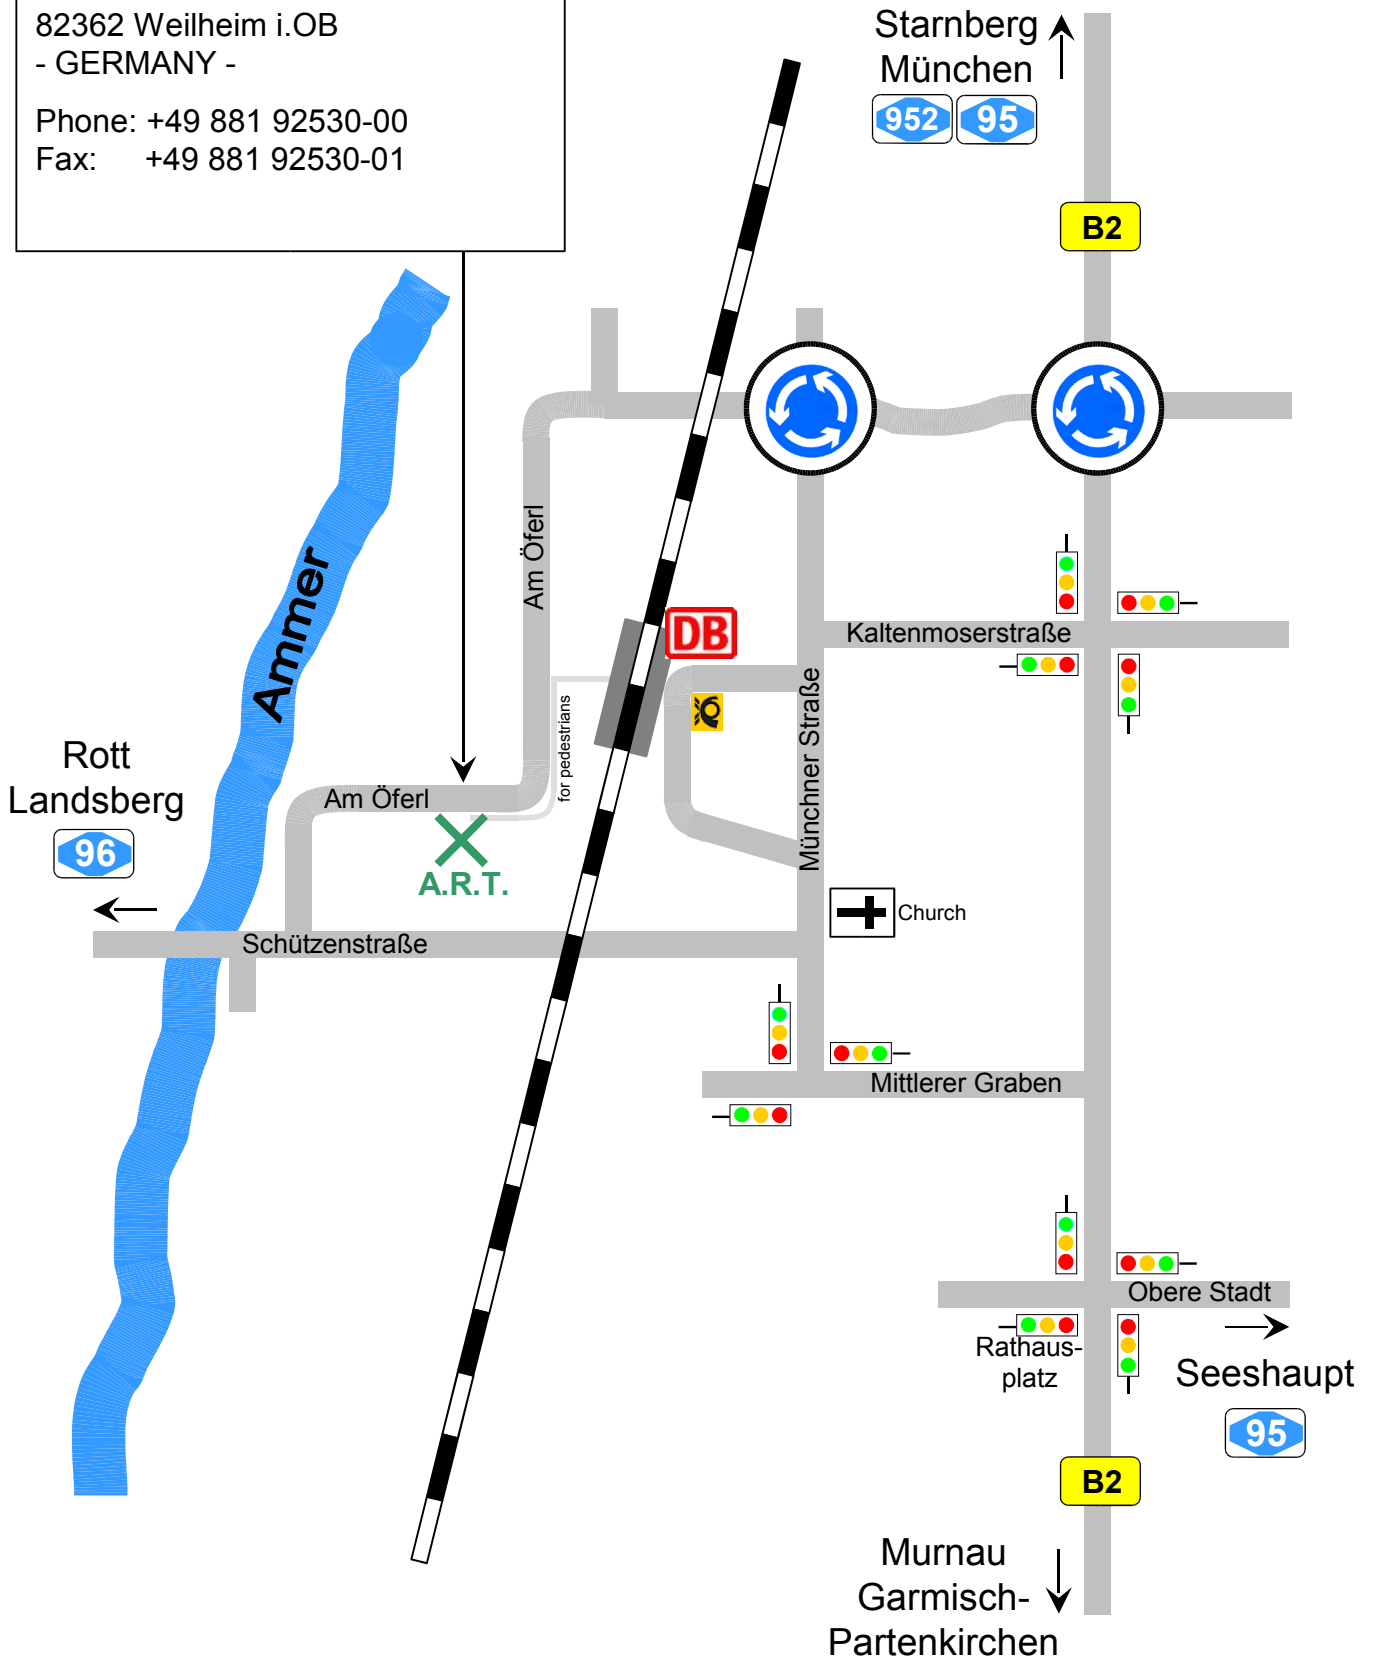 82362 Weilheim i.OB
- GERMANY -
Phone: +49 881 92530-00
Fax: +49 881 92530-01
Starnberg
München
952 95
B2
Am Öferl
Ammer
DB
Kaltenmoserstraße
Münchner Straße
for pedestrians
Rott
Landsberg
96
Am Öferl
A.R.T.
Church
Schützenstraße
Mittlerer Graben
Obere Stadt
Rathaus-
platz
Seeshaupt
95
B2
Murnau
Garmisch-
Partenkirchen